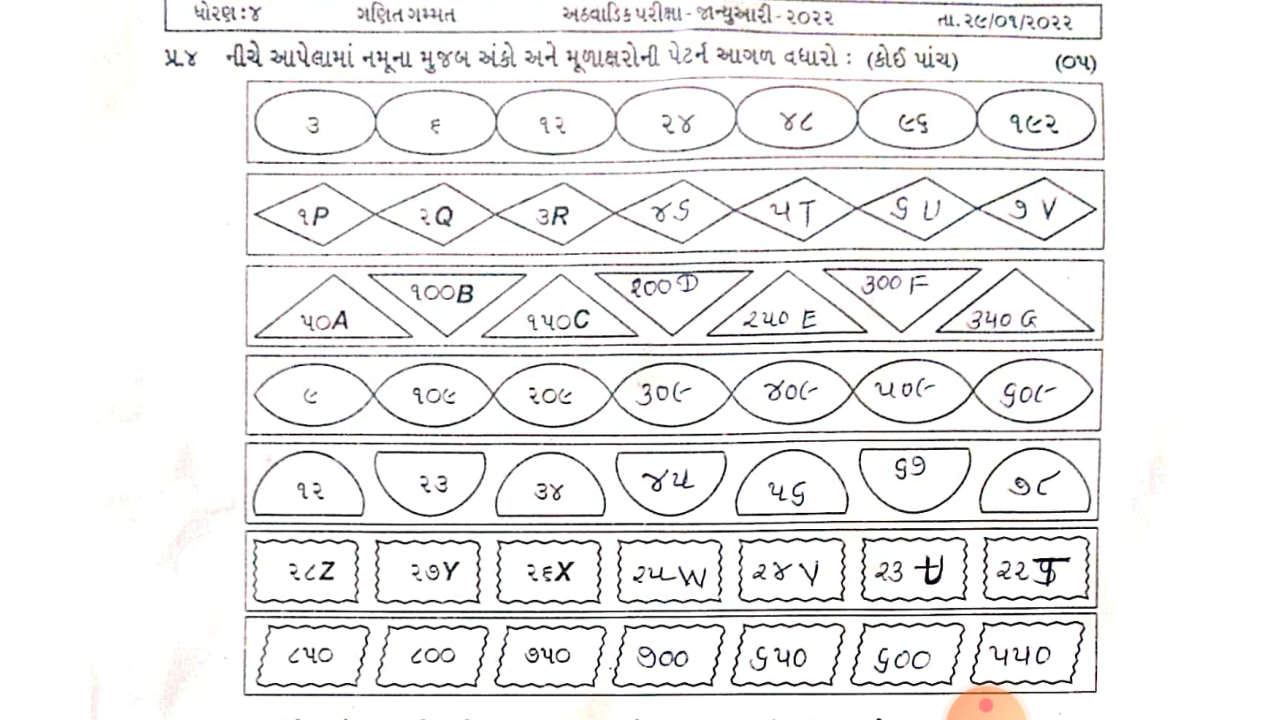 ધોરણ:૪ ગણિત ગમ્મત અઠવાડિક પરીક્ષા - જાન્યુઆરી - ૨૦૨૨ તા.૨૯/૦૧/૨૦૨૨
પ્ર.૪ નીચે આપેલામાં નમૂના મુજબ અંકો અને મૂળાક્ષરોની પેટર્ન આગળ વધારો : (કોઈ પાંચ) (૦૫)
૩ ૬ ૧૨ ૨૪ ૪૮ ૯૬ ૧૯૨
૧P ૨Q ૩R ૪S ૫T ૬U ૭V
૫૦A ૧૦૦B ૧૫૦C ૨૦૦D ૨૫૦E ૩૦૦F ૩૫૦G
૯ ૧૦૯ ૨૦૯ ૩૦૯ ૪૦૯ ૫૦૯ ૬૦૯
૧૨ ૨૩ ૩૪ ૪૫ ૫૬ ૬૭ ૭૮
૨૮Z ૨૭Y ૨૬X ૨૫W ૨૪V ૨૩U ૨૨T
૮૫૦ ૮૦૦ ૭૫૦ ૭૦૦ ૬૫૦ ૬૦૦ ૫૫૦